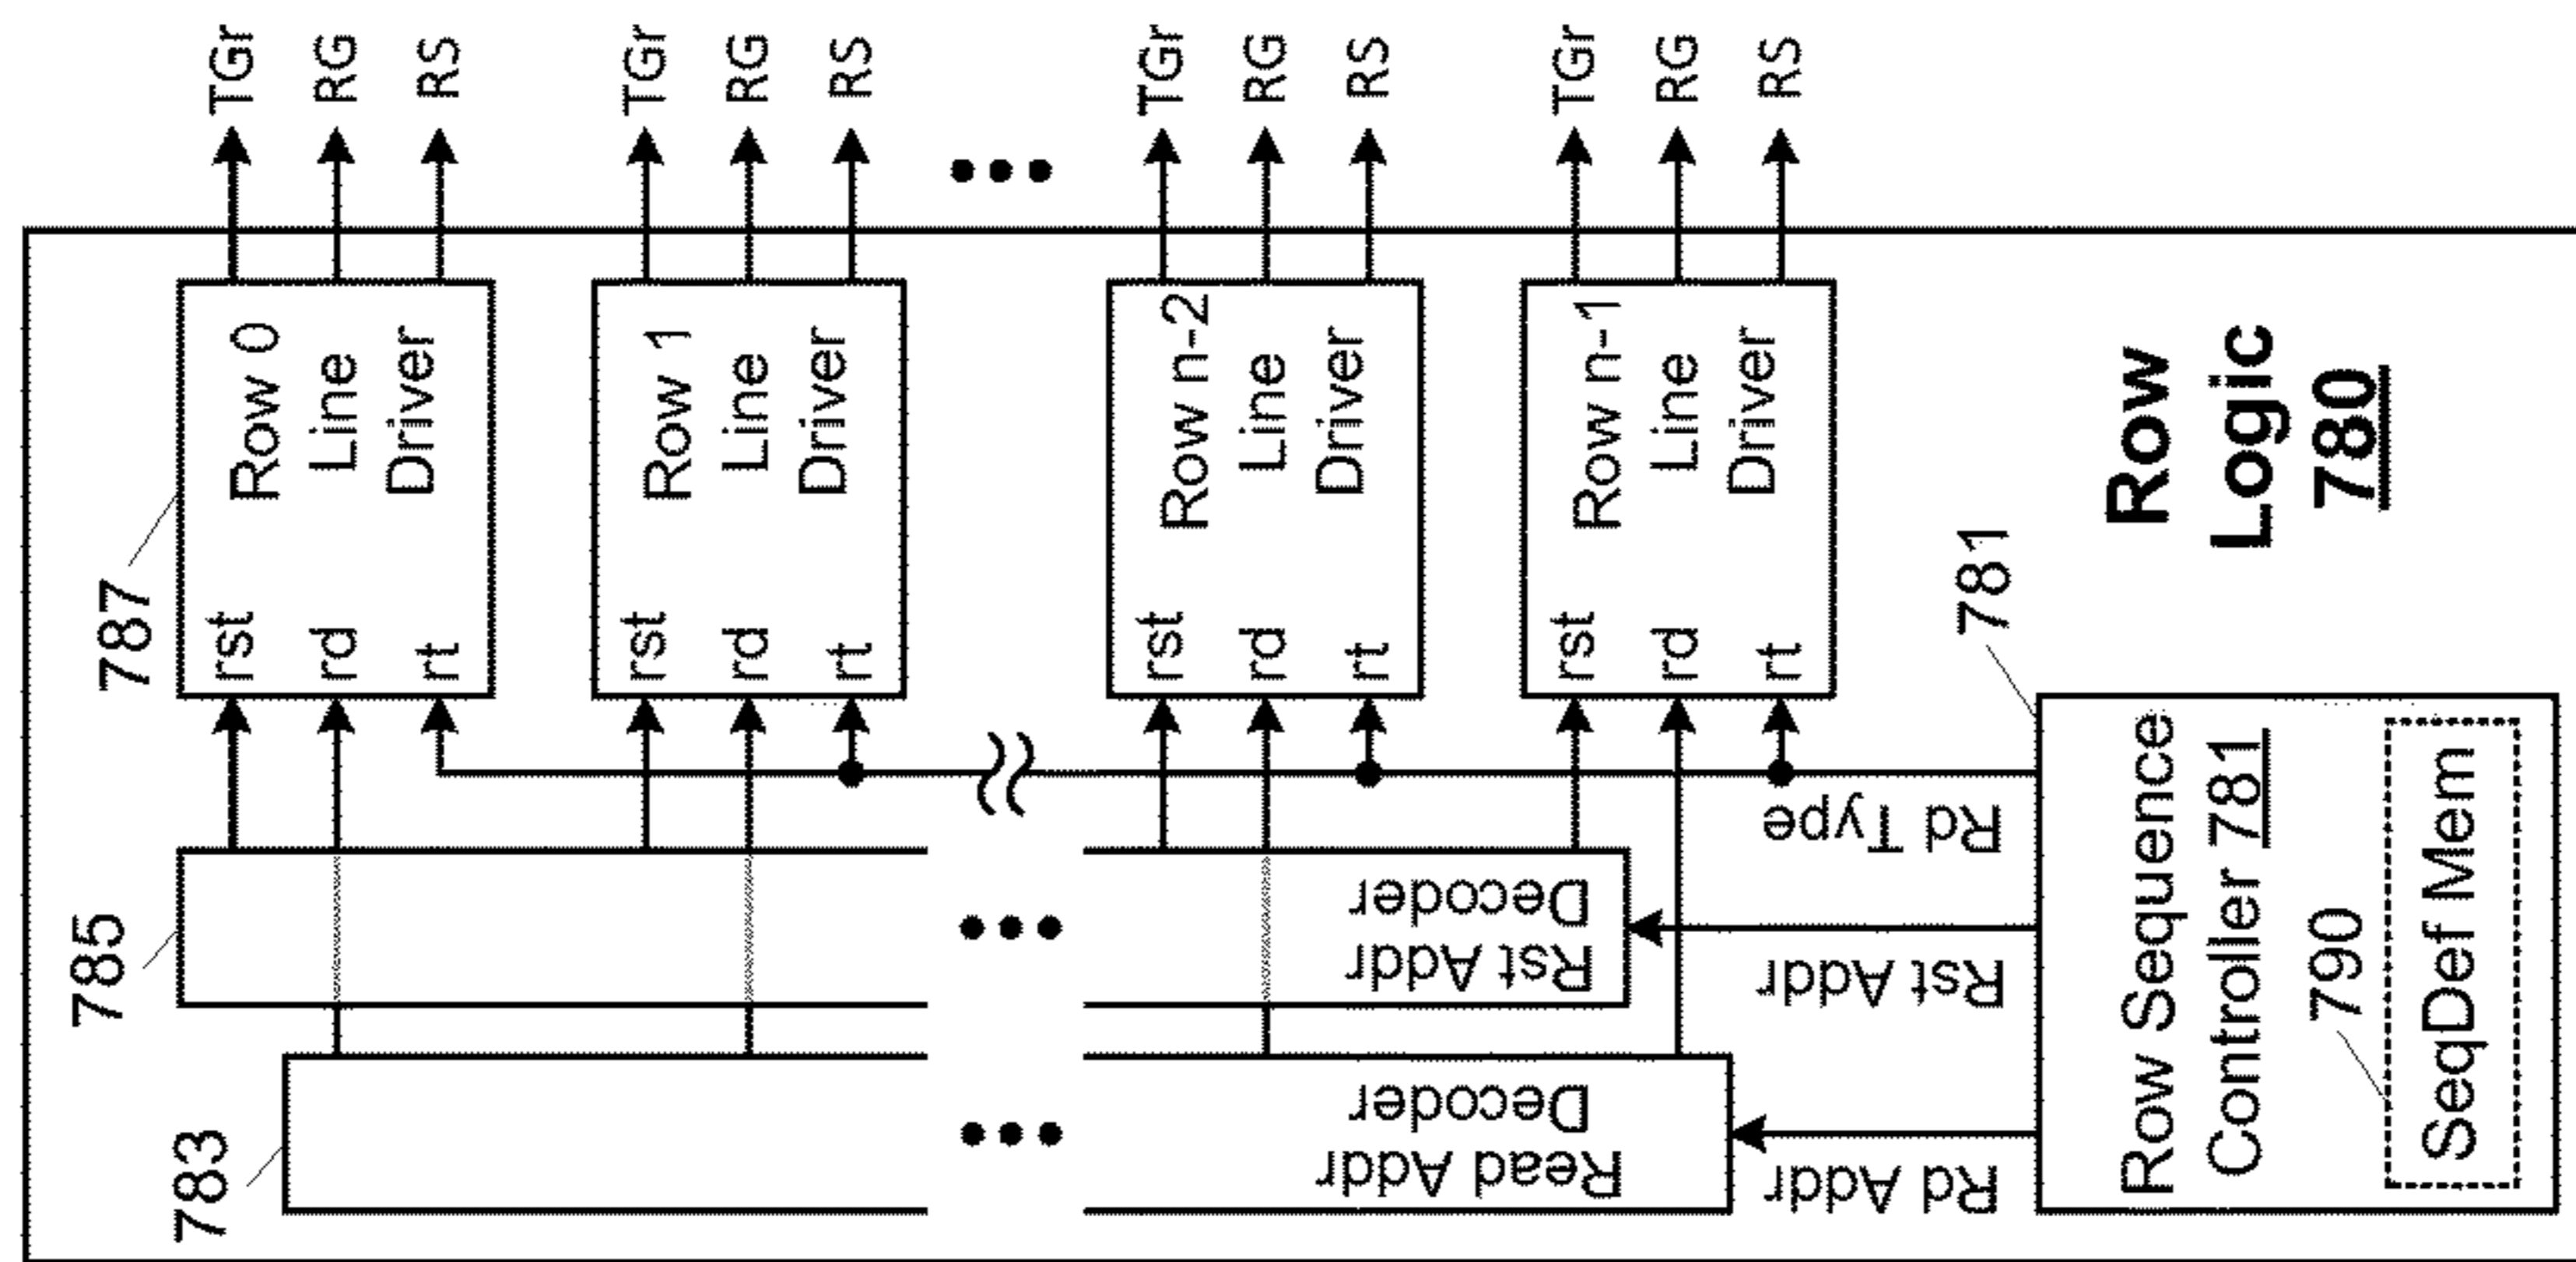 TGr
RG
RS
TGr
RG
RS
TGr
RG
RS
TGr
RG
RS
787
rst
rd
rt
Row 0
Line
Driver
rst
rd
rt
Row 1
Line
Driver
rst
rd
rt
Row n-2
Line
Driver
rst
rd
rt
Row n-1
Line
Driver
785
Rst Addr
Decoder
783
Read Addr
Decoder
Rd Type
Rst Addr
Rd Addr
781
Row Sequence
Controller 781
790
SeqDef Mem
Row
Logic
780